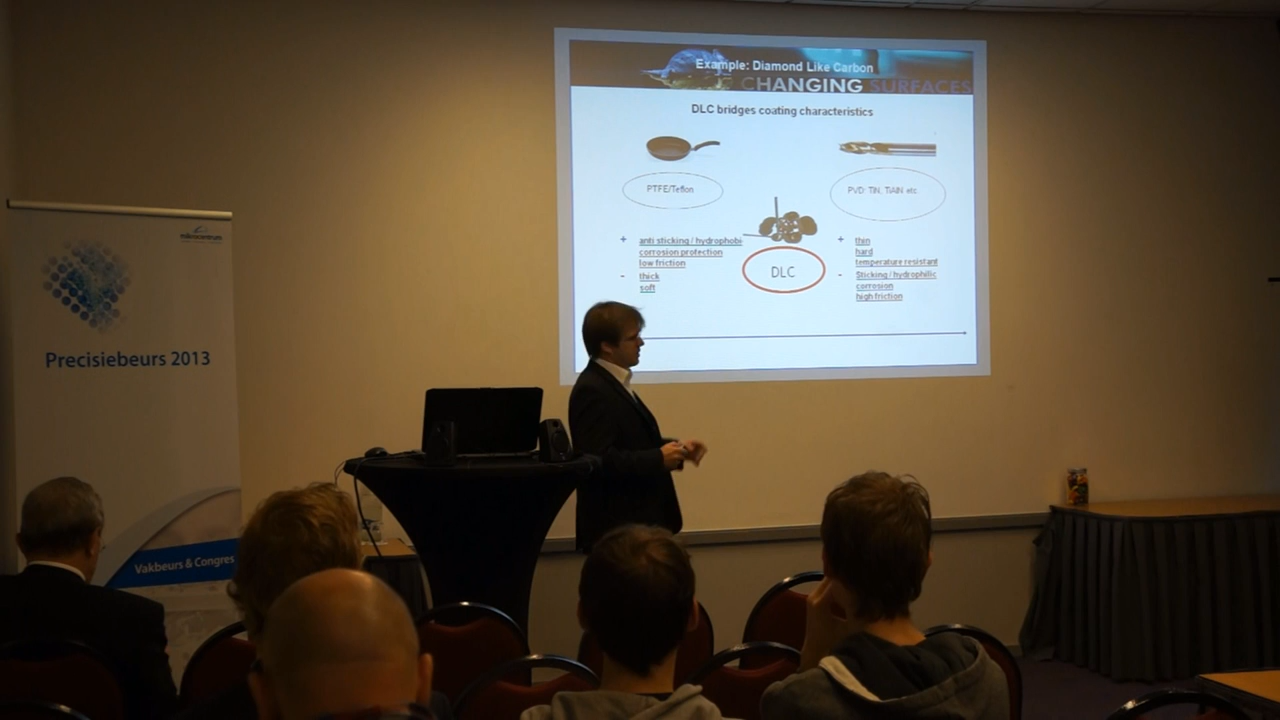 Example: Diamond Like Carbon
CHANGING SURFACES
DLC bridges coating characteristics
PTFE/Teflon
PVD: TiN, TiAlN etc
+ anti sticking / hydrophobi
corrosion protection
low friction
- thick
soft
DLC
+ thin
hard
temperature resistant
- Sticking / hydrophilic
corrosion
high friction
mikrocentrum
Precisiebeurs 2013
Vakbeurs & Congres